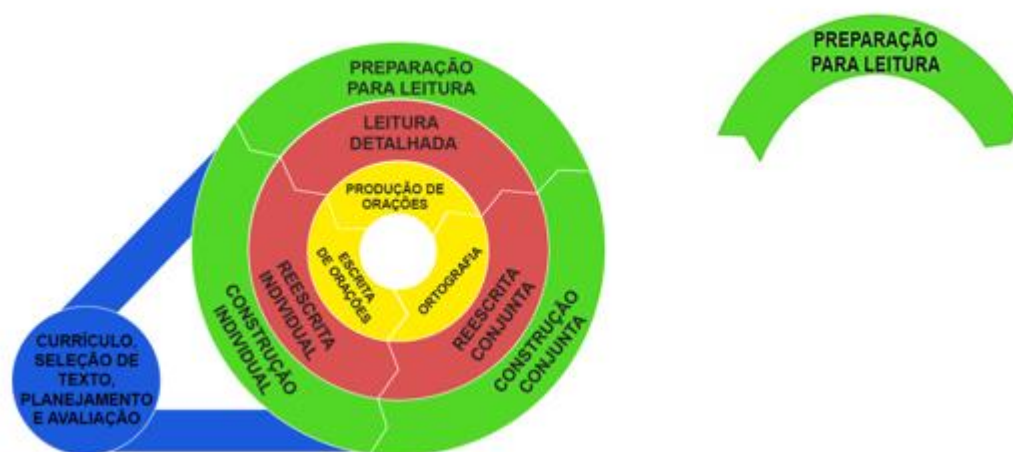 PREPARAÇÃO
PARA LEITURA
LEITURA
DETALHADA
PRODUÇÃO DE
ORAÇÕES
ESCRITA
DE ORAÇÕES
ORTOGRAFIA
REESCRITA
INDIVIDUAL
REESCRITA
CONJUNTA
CONSTRUÇÃO
INDIVIDUAL
CONSTRUÇÃO
CONJUNTA
CURRÍCULO,
SELEÇÃO DE
TEXTO,
PLANEJAMENTO
E AVALIAÇÃO
PREPARAÇÃO
PARA LEITURA